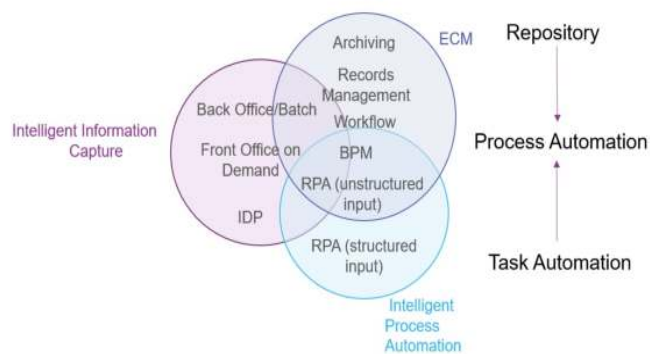 Archiving
ECM
Repository
Records
Management
Back Office/Batch
Workflow
Intelligent Information
Capture
Process Automation
Front Office on
Demand
BPM
RPA (unstructured
input)
IDP
RPA (structured
input)
Task Automation
Intelligent
Process
Automation